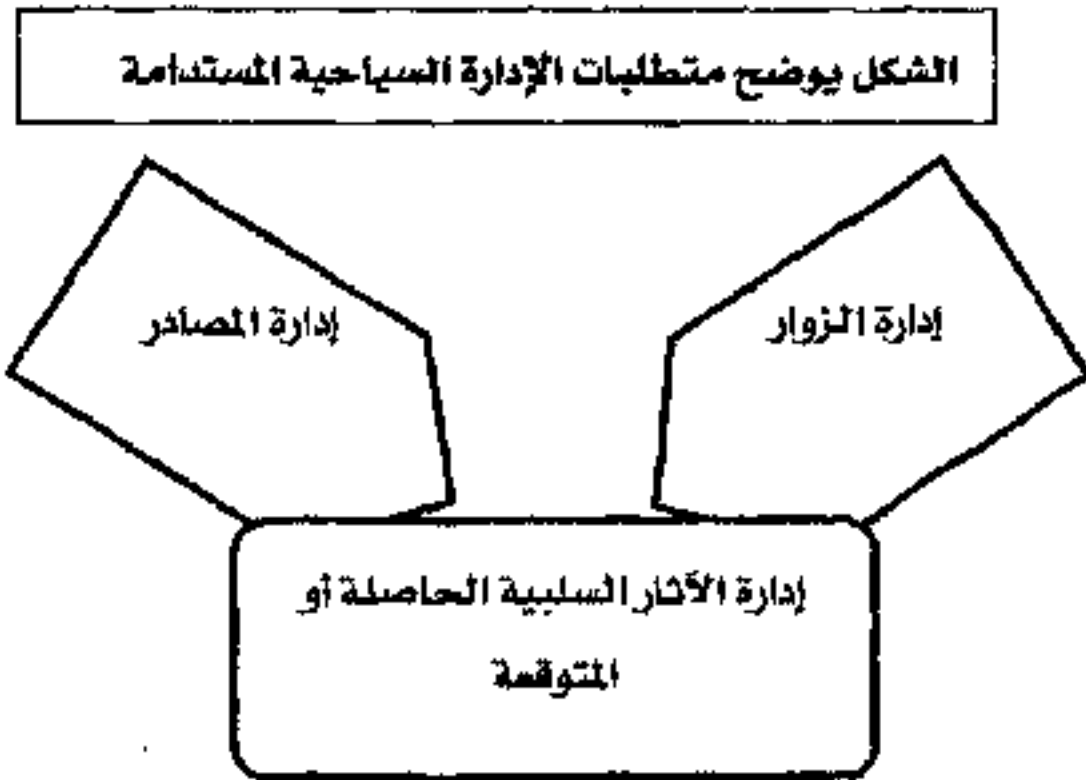 الشكل يوضح متطلبات الإدارة السياحية المستدامة
إدارة الزوار
إدارة المصادر
إدارة الآثار السلبية الحاصلة أو
المتوقعة